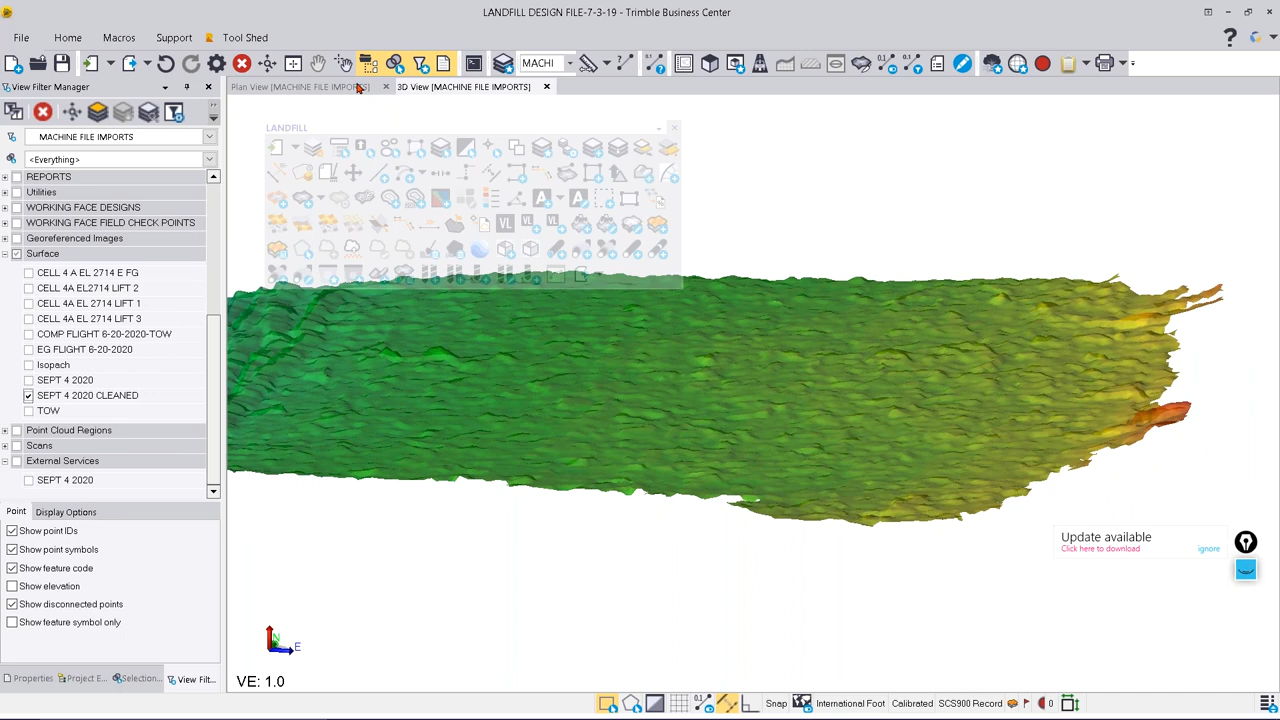 LANDFILL DESIGN FILE-7-3-19 - Trimble Business Center
File Home Macros Support Tool Shed
MACHI
View Filter Manager
Plan View [MACHINE FILE IMPORTS] 3D View [MACHINE FILE IMPORTS]
MACHINE FILE IMPORTS
<Everything>
REPORTS
Utilities
WORKING FACE DESIGNS
WORKING FACE FIELD CHECK POINTS
Georeferenced Images
Surface
CELL 4 A EL 2714 E FG
CELL 4 A EL2714 LIFT 2
CELL 4 A EL 2714 LIFT 1
CELL 4 A EL 2714 LIFT 3
COMP FLIGHT 6-20-2020-TOW
EG FLIGHT 6-20-2020
Isopach
SEPT 4 2020
SEPT 4 2020 CLEANED
TOW
Point Cloud Regions
Scans
External Services
SEPT 4 2020
Point Display Options
Show point IDs
Show point symbols
Show feature code
Show elevation
Show disconnected points
Show feature symbol only
Properties Project E... Selection... View Filt...
LANDFILL
VL VL VL
Update available
Click here to download ignore
N
E
VE: 1.0
Snap International Foot Calibrated SCS900 Record 0